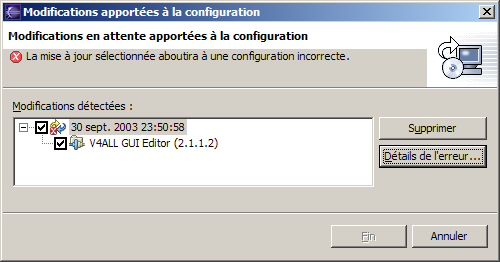 Modifications apportées à la configuration
Modifications en attente apportées à la configuration
La mise à jour sélectionnée aboutira à une configuration incorrecte.
Modifications détectées :
30 sept. 2003 23:50:58
V4ALL GUI Editor (2.1.1.2)
Supprimer
Détails de l'erreur...
Fin
Annuler